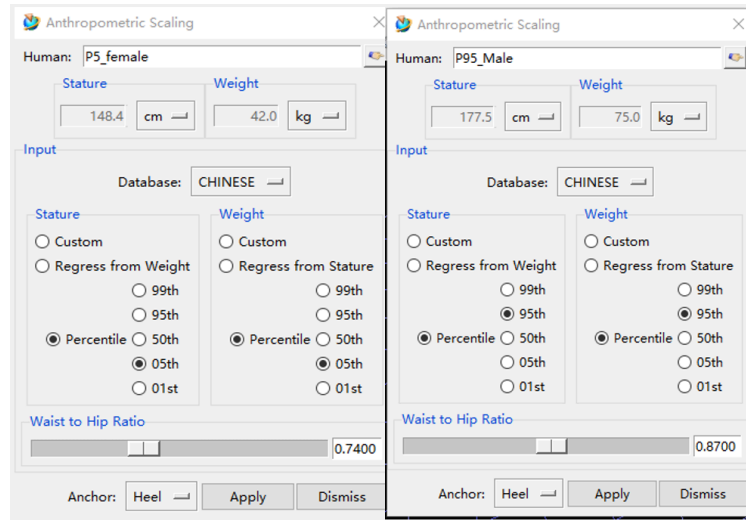 Anthropometric Scaling
Human: P5_female
Stature
Weight
148.4 cm
42.0 kg
Input
Database: CHINESE
Stature
Weight
Custom
Custom
Regress from Weight
Regress from Stature
99th
99th
95th
95th
Percentile 50th
Percentile 50th
05th
05th
01st
01st
Waist to Hip Ratio
0.7400
Anchor: Heel Apply Dismiss
Anthropometric Scaling
Human: P95_Male
Stature
Weight
177.5 cm
75.0 kg
Input
Database: CHINESE
Stature
Weight
Custom
Custom
Regress from Weight
Regress from Stature
99th
99th
95th
95th
Percentile 50th
Percentile 50th
05th
05th
01st
01st
Waist to Hip Ratio
0.8700
Anchor: Heel Apply Dismiss